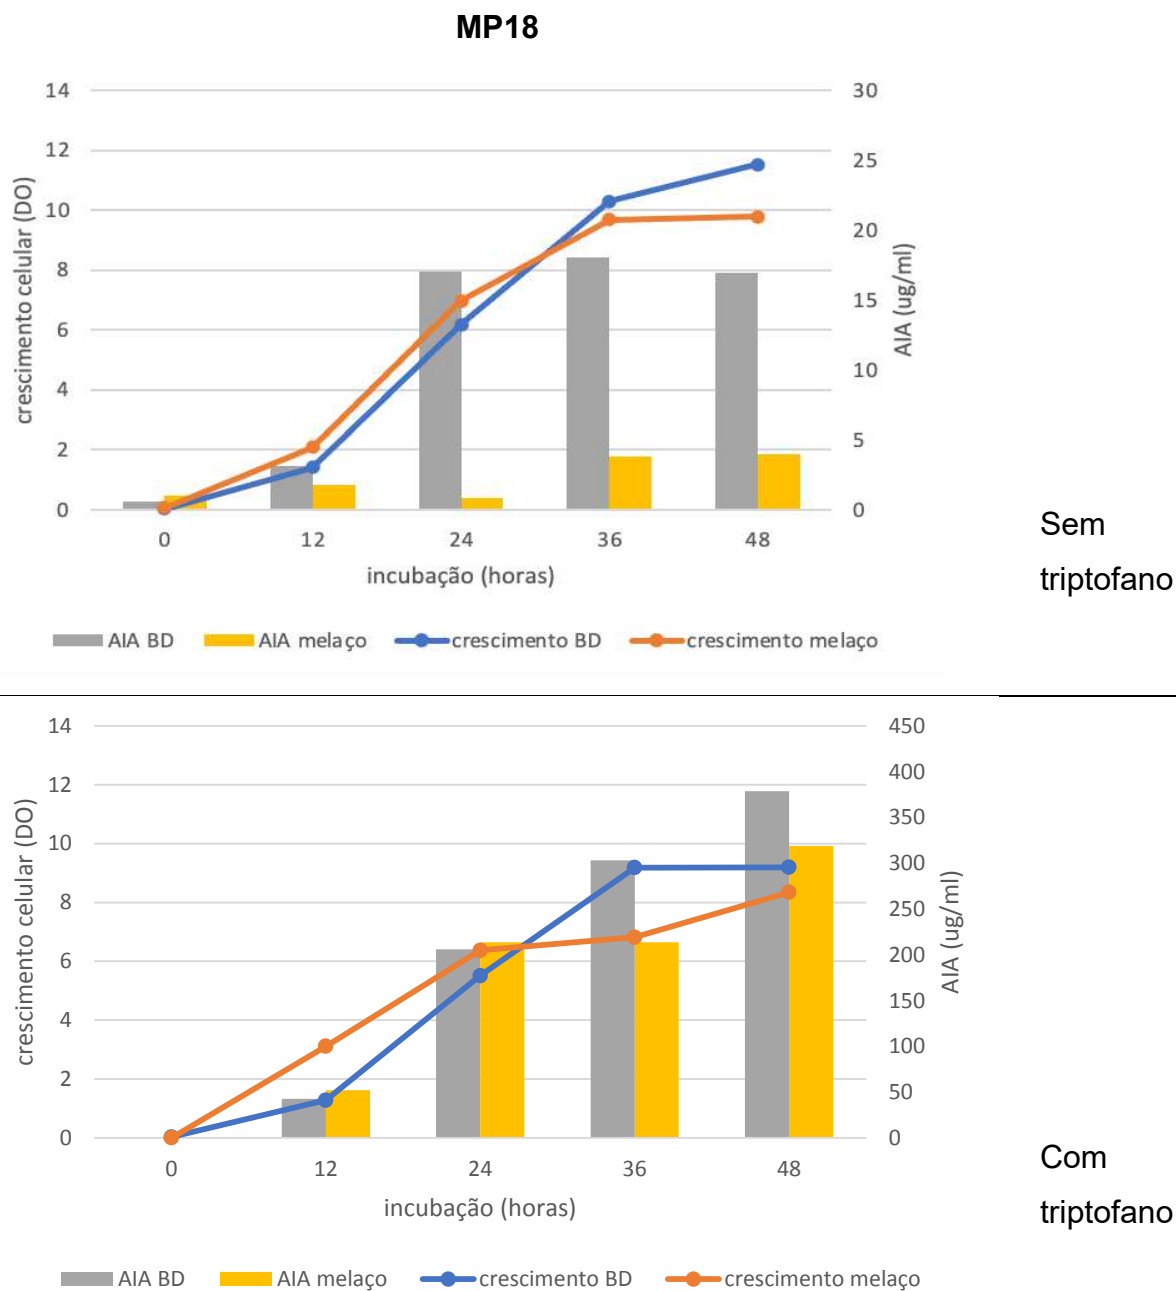 MP18
14
12
10
8
6
4
2
0
crescimento celular (DO)
30
25
20
15
10
5
0
AIA (ug/ml)
0 12 24 36 48
incubação (horas)
AIA BD AIA melaço crescimento BD crescimento melaço
Sem
triptofano
14
12
10
8
6
4
2
0
crescimento celular (DO)
450
400
350
300
250
200
150
100
50
0
AIA (ug/ml)
0 12 24 36 48
incubação (horas)
AIA BD AIA melaço crescimento BD crescimento melaço
Com
triptofano